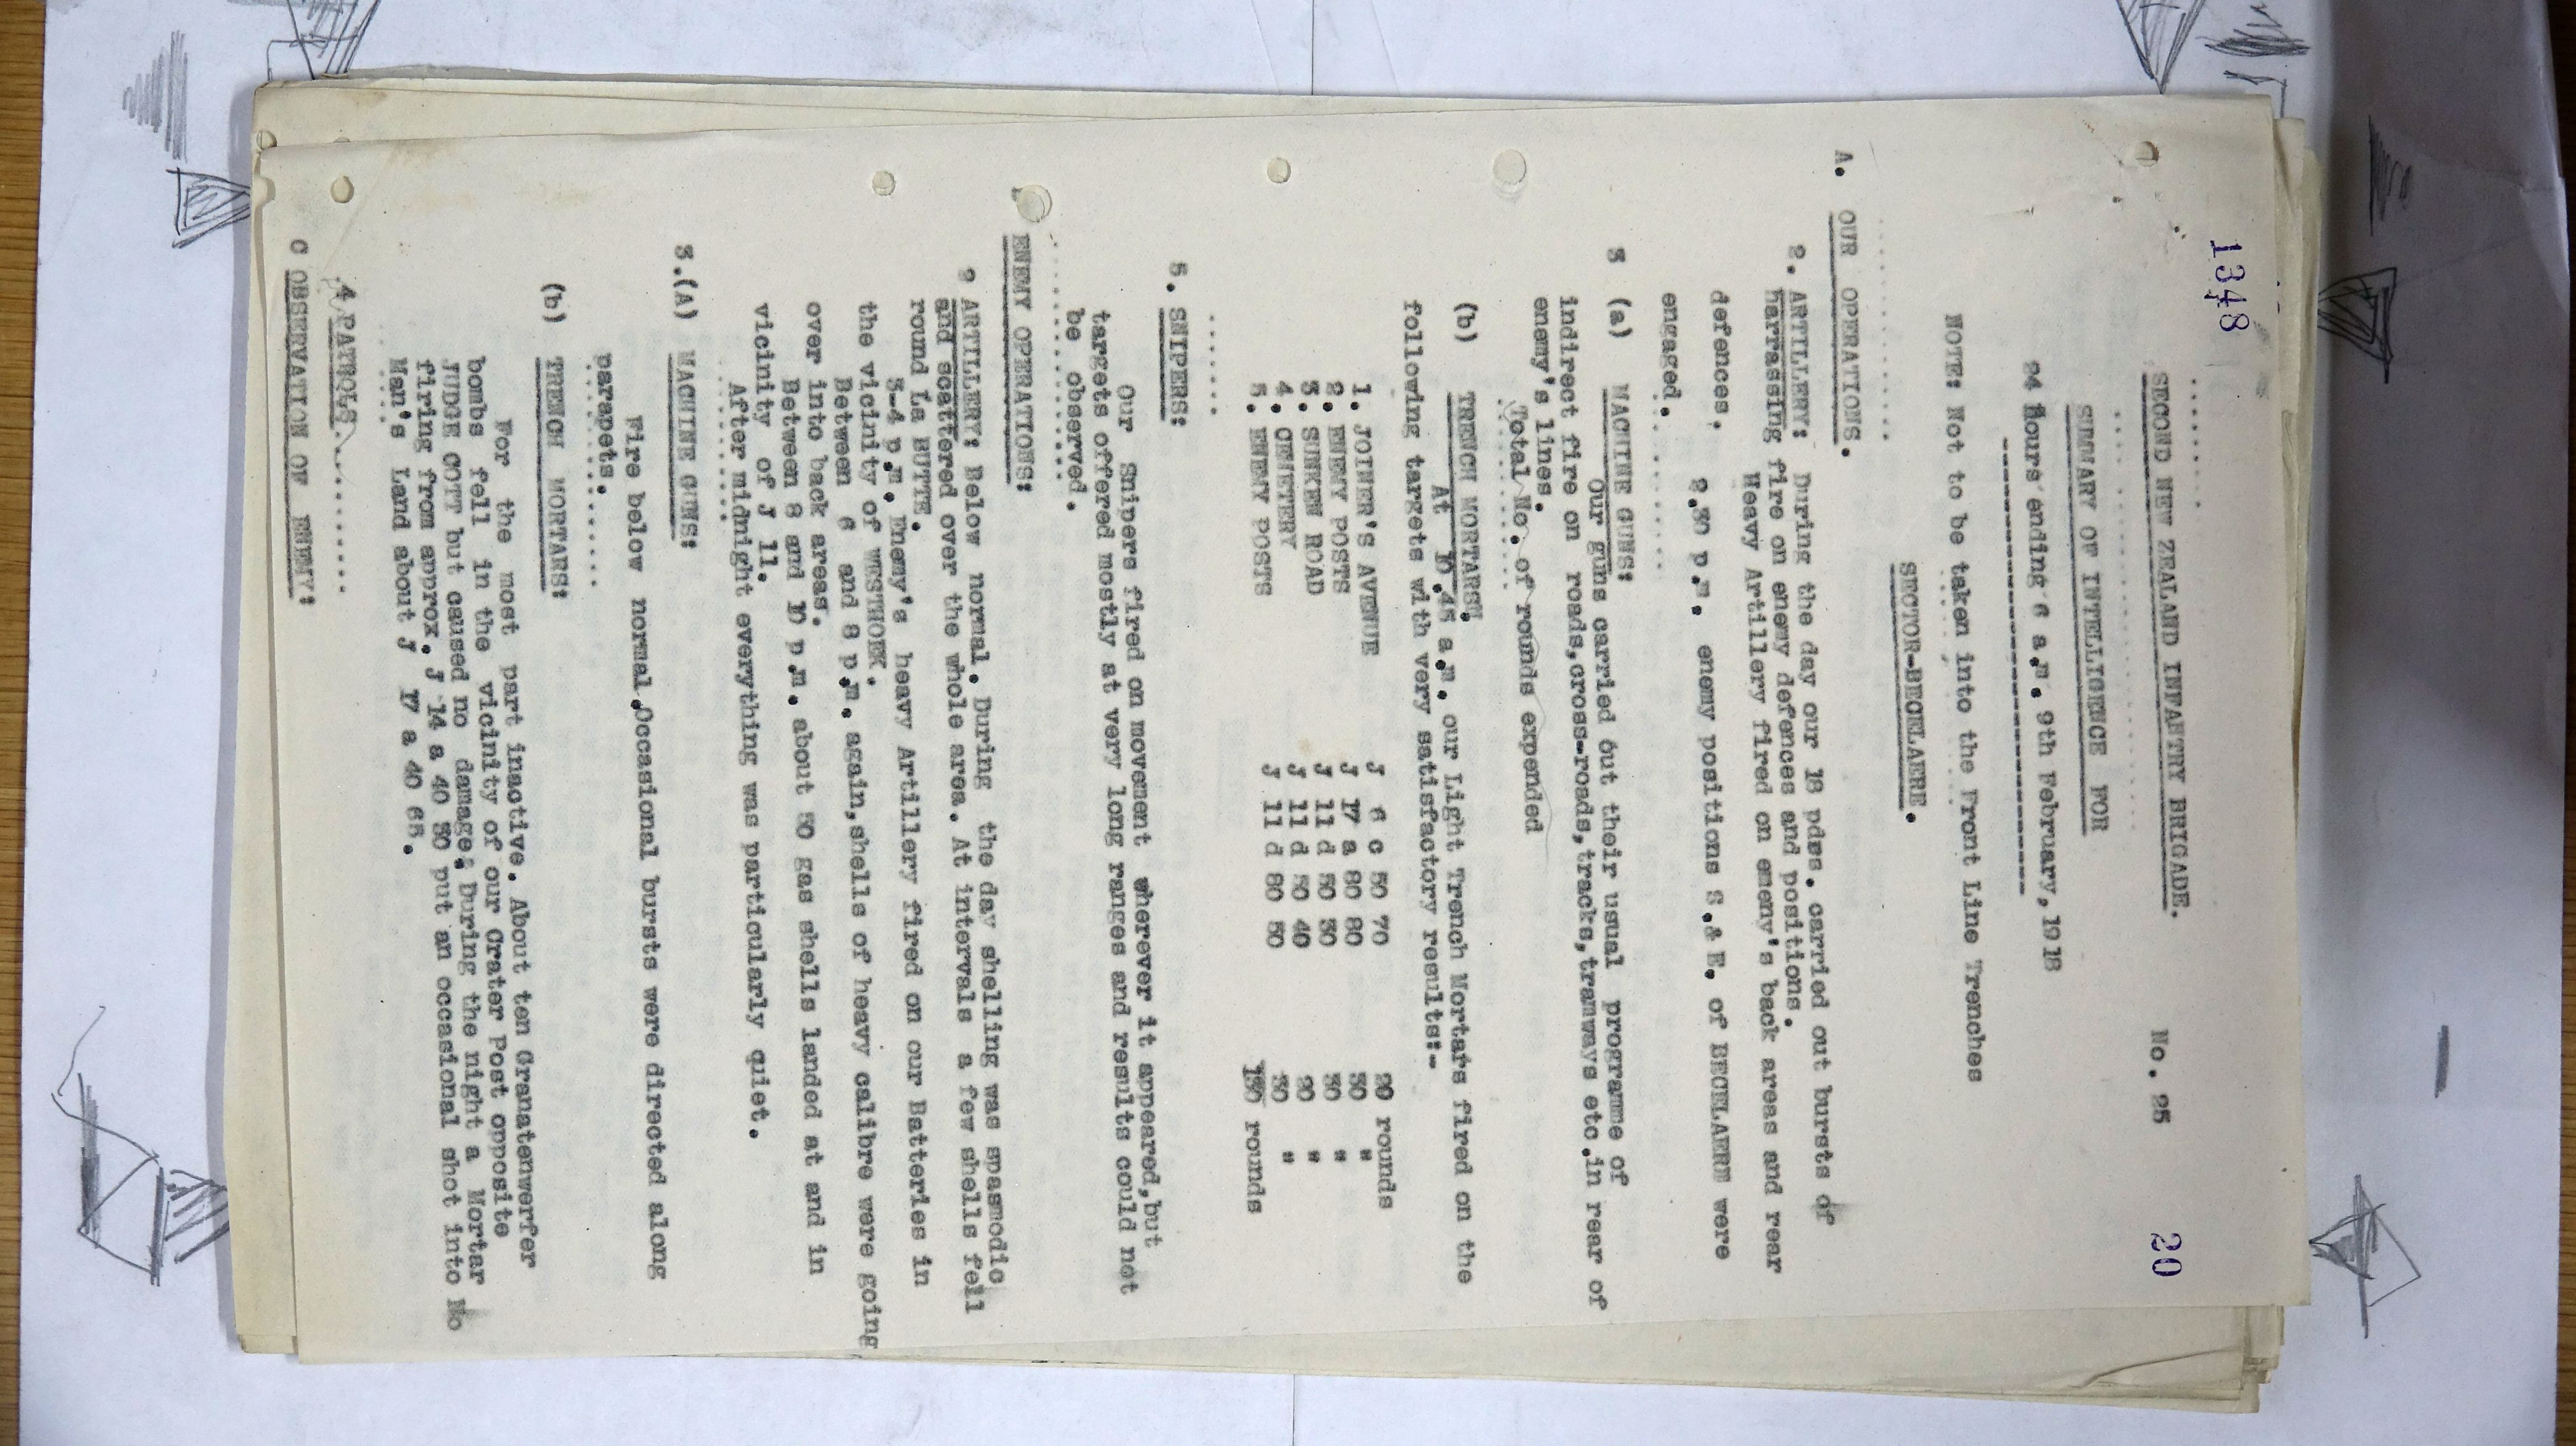 1348
SECOND NEW ZEALAND INFANTRY BRIGADE. No. 25 20
SUMMARY OF INTELLIGENCE FOR
24 Hours ending 6 a.m. 9th February,1918
NOTE: Not to be taken into the Front Line Trenches
SECTOR-BECELAERE.
A. OUR OPERATIONS.
2. ARTILLERY: During the day our 18 pdrs. carried out bursts of
harrassing fire on enemy defences and positions.
Heavy Artillery fired on emeny's back areas and rear
defences.
2.30 p.m. enemy positions S.& E. of BECELAERE were
engaged.
3 (a) MACHINE GUNS:
Our guns carried out their usual programme of
indirect fire on roads,cross-roads,tracks,tramways etc.in rear of
enemy's lines.
Total No. of rounds expended
(b) TRENCH MORTARS.
At 10.45 a.m. our Light Trench Mortars fired on the
following targets with very satisfactory results:-
1. JOINER'S AVENUE J 6 c 50 70 20 rounds
2. ENEMY POSTS J 17 a 80 80 30 "
3. SUNKEN ROAD J 11 d 50 30 30 "
4. CEMETERY J 11 d 50 40 20 "
5. ENEMY POSTS J 11 d 80 50 30 "
130 rounds
5. SNIPERS:
Our Snipers fired on movement wherever it appeared,but
targets offered mostly at very long ranges and results could not
be observed.
ENEMY OPERATIONS:
2 ARTILLERY: Below normal. During the day shelling was spasmodic
and scattered over the whole area. At intervals a few shells fell
round La BUTTE.
3-4 p.m. Enemy's heavy Artillery fired on our Batteries in
the vicinity of WESTHOEK.
Between 6 and 8 p.m. again,shells of heavy calibre were going
over into back areas.
Between 8 and 10 p.m. about 50 gas shells landed at and in
vicinity of J 11.
After midnight everything was particularly quiet.
3.(A) MACHINE GUNS:
Fire below normal.Occasional bursts were directed along
parapets.
(b) TRENCH MORTARS:
For the most part inactive. About ten Granatenwerfer
bombs fell in the vicinity of our Crater Post opposite
JUDGE COTT but caused no damage. During the night a Mortar
firing from approx. J 14 a 40 30 put an occasional shot into No
Man's Land about J 17 a 40 65.
4 PATROLS
C OBSERVATION OF ENEMY: